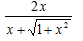 2x / (x + √(1 + x²))